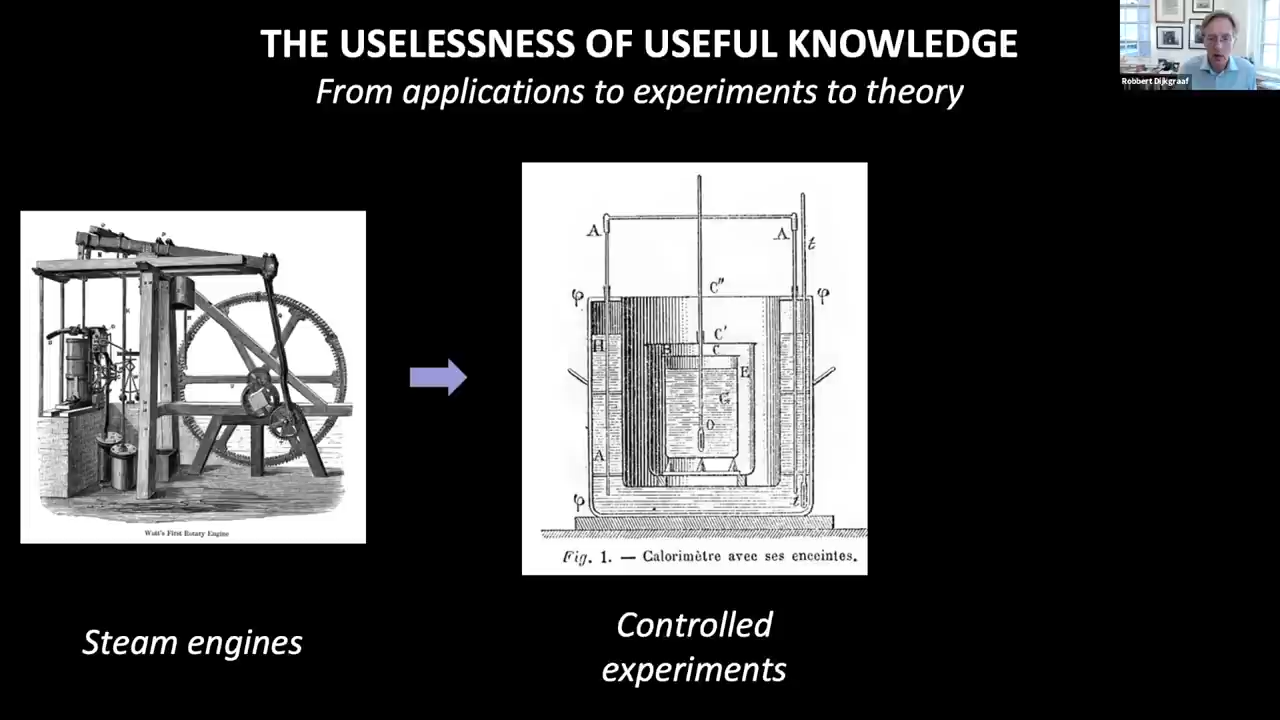 THE USELESSNESS OF USEFUL KNOWLEDGE
From applications to experiments to theory
Robbert Dijkgraaf
A
A
t
C″
φ
φ
C′
H
B
C
E
G
O
A
t
φ
Watt's First Rotary Engine
Fig. 1. — Calorimètre avec ses enceintes.
Steam engines
Controlled
experiments